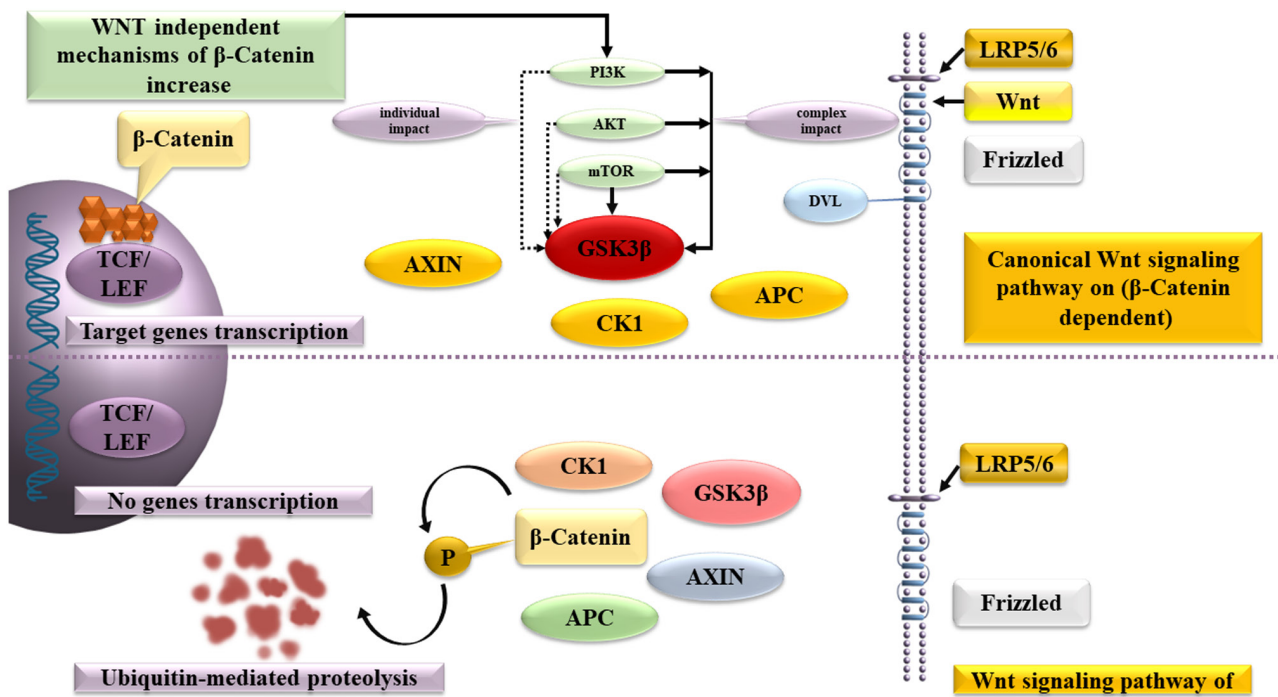 WNT independent
mechanisms of β-Catenin
increase
β-Catenin
TCF/
LEF
Target genes transcription
individual
impact
PI3K
AKT
mTOR
GSK3β
complex
impact
AXIN
CK1
APC
DVL
LRP5/6
Wnt
Frizzled
Canonical Wnt signaling
pathway on (β-Catenin
dependent)
TCF/
LEF
No genes transcription
Ubiquitin-mediated proteolysis
P
CK1
GSK3β
β-Catenin
AXIN
APC
LRP5/6
Frizzled
Wnt signaling pathway of